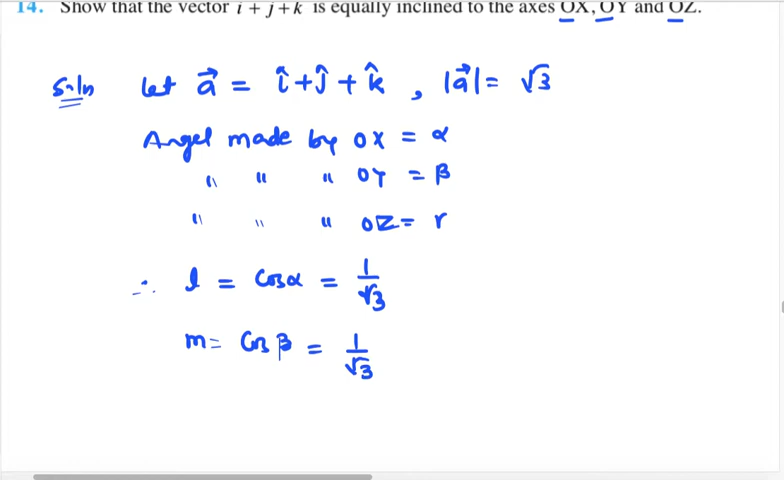 14. Show that the vector i + j + k is equally inclined to the axes OX, OY and OZ.
Soln let a⃗ = î + ĵ + k̂ , |a⃗| = √3
Angel made by OX = α
" " " OY = β
" " " OZ = r
∴ l = Cosα = 1/√3
m = Cos β = 1/√3